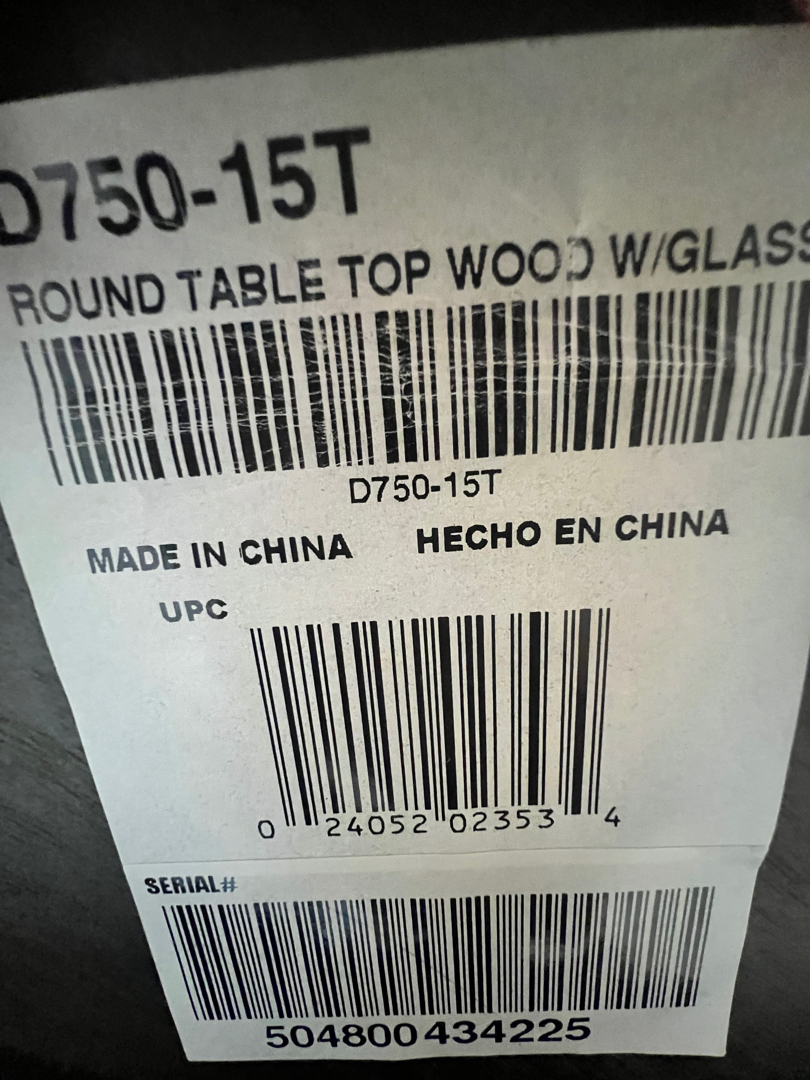 D750-15T
ROUND TABLE TOP WOOD W/GLASS
D750-15T
MADE IN CHINA HECHO EN CHINA
UPC
0 24052 02353 4
SERIAL#
504800434225